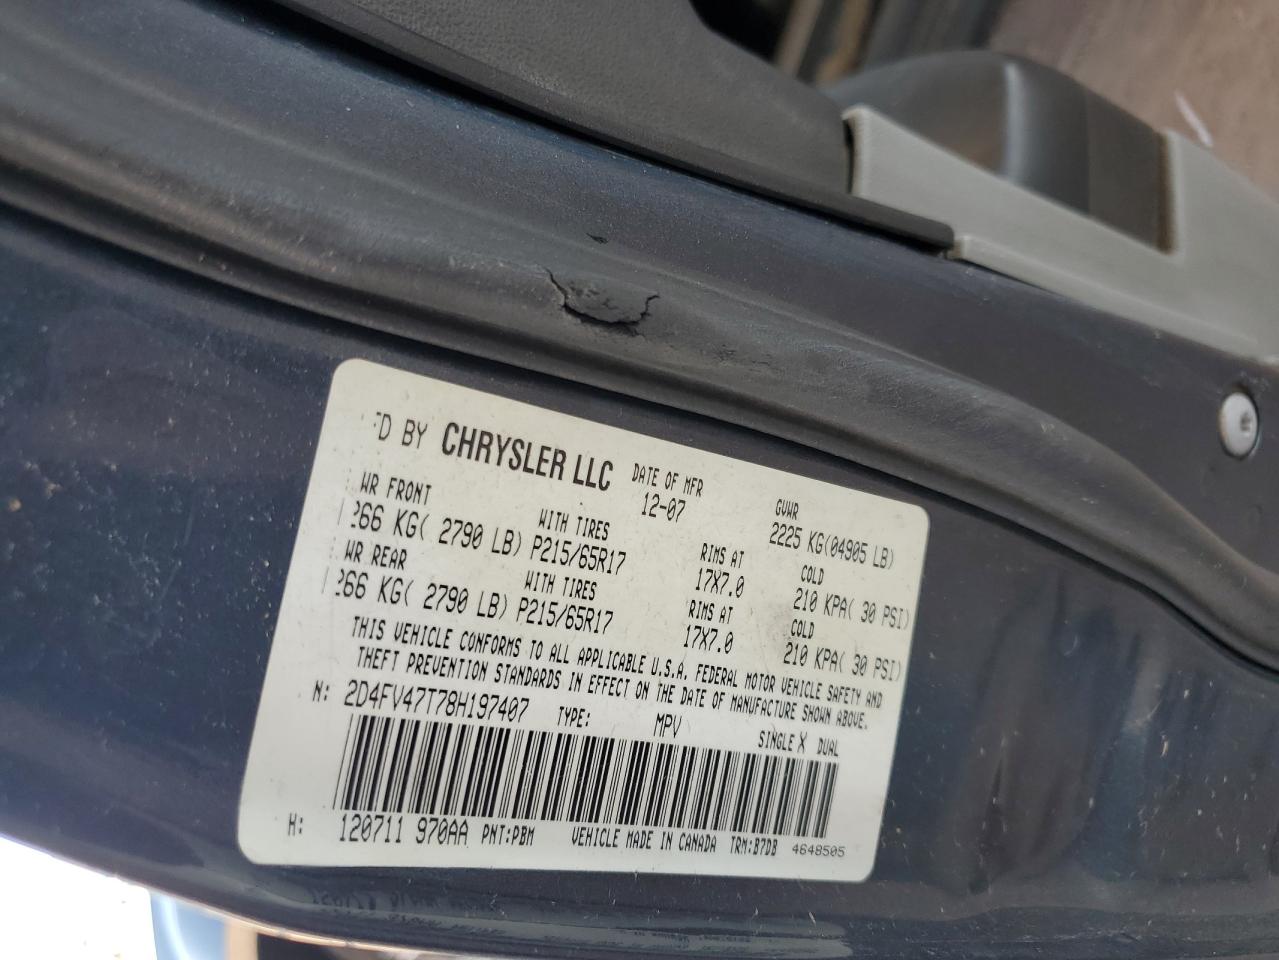 D BY CHRYSLER LLC DATE OF MFR 12-07 GVWR 2225 KG(04905 LB)
WR FRONT WITH TIRES RIMS AT COLD
266 KG( 2790 LB) P215/65R17 17X7.0 210 KPA( 30 PSI)
WR REAR WITH TIRES RIMS AT COLD
266 KG( 2790 LB) P215/65R17 17X7.0 210 KPA( 30 PSI)
THIS VEHICLE CONFORMS TO ALL APPLICABLE U.S.A. FEDERAL MOTOR VEHICLE SAFETY AND
THEFT PREVENTION STANDARDS IN EFFECT ON THE DATE OF MANUFACTURE SHOWN ABOVE.
N: 2D4FV47T78H197407 TYPE: MPV SINGLE X DUAL
H: 120711 970AA PNT:PBM VEHICLE MADE IN CANADA TRM:B7DB 4648505